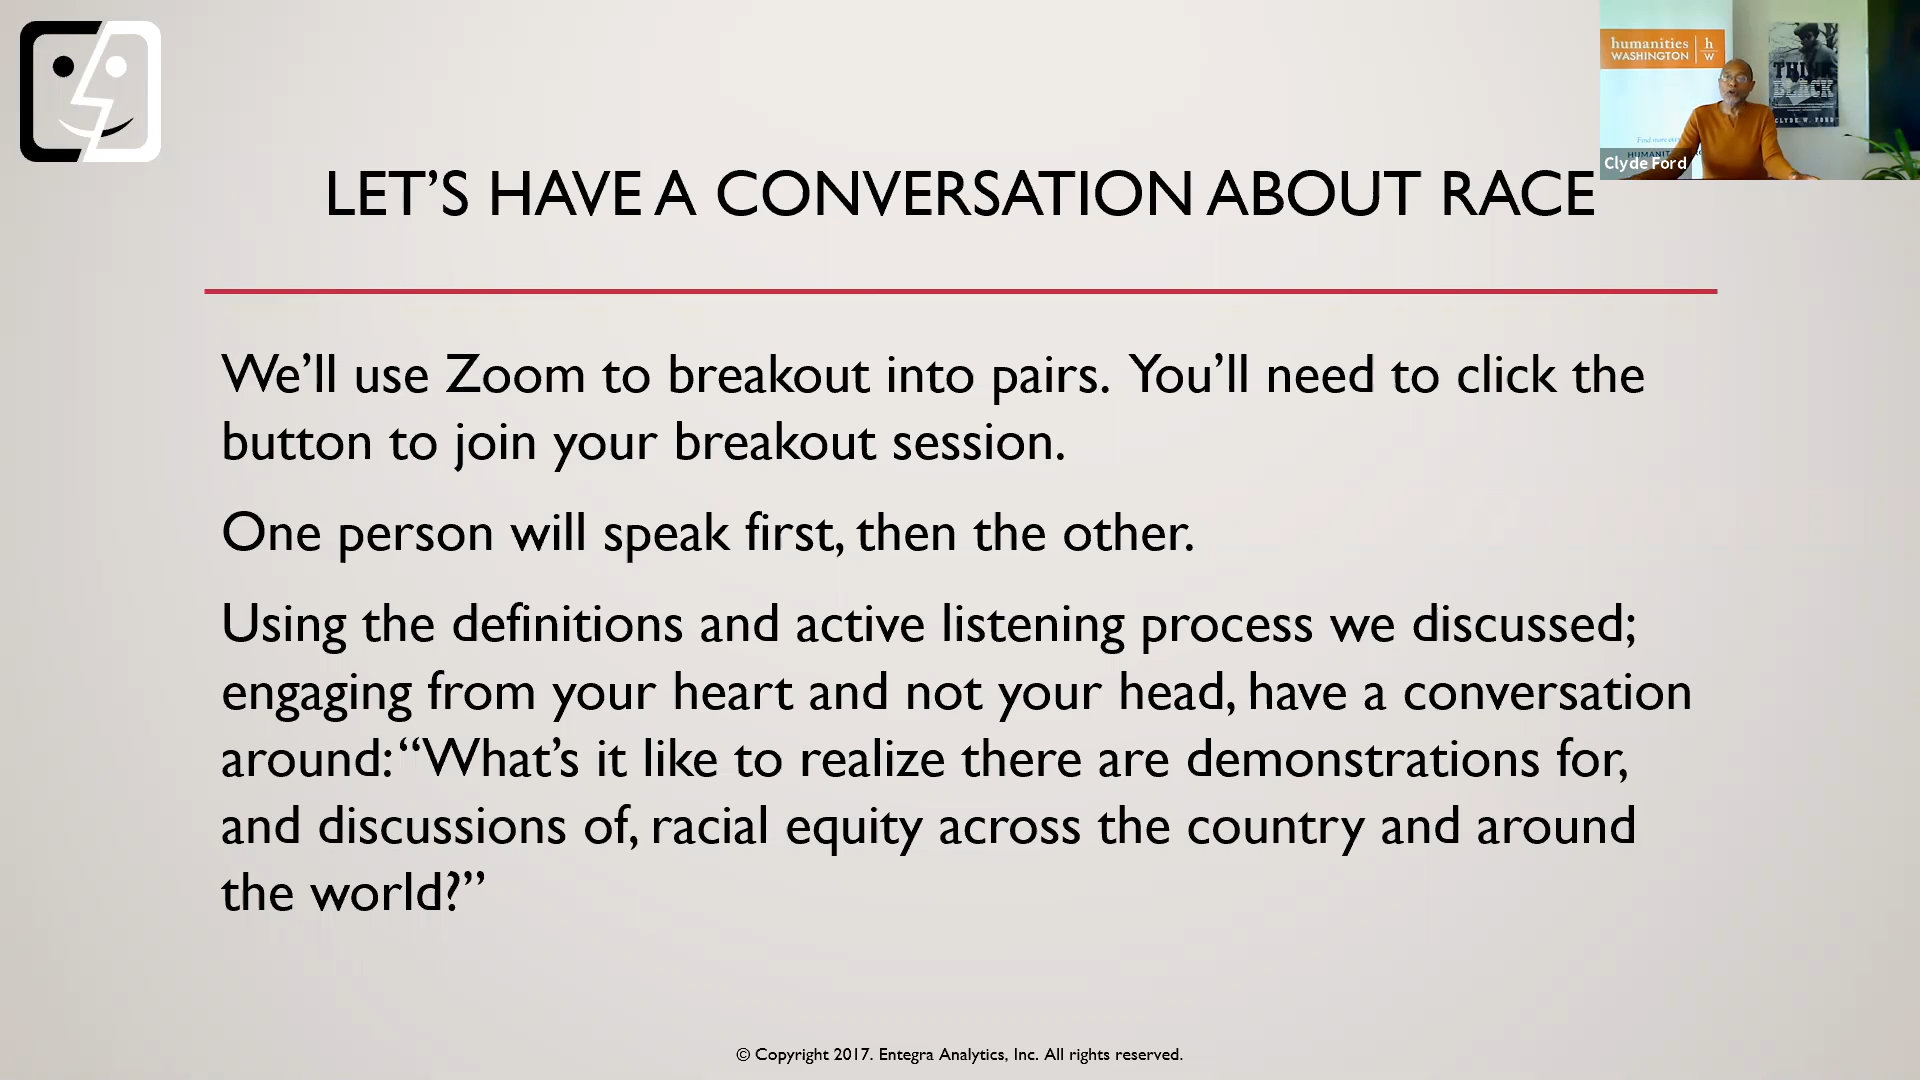 humanities
WASHINGTON
h
W
THINK
BLACK
CLYDE W. FORD
Clyde Ford
LET’S HAVE A CONVERSATION ABOUT RACE
We’ll use Zoom to breakout into pairs.  You’ll need to click the
button to join your breakout session.
One person will speak first, then the other.
Using the definitions and active listening process we discussed;
engaging from your heart and not your head, have a conversation
around: “What’s it like to realize there are demonstrations for,
and discussions of, racial equity across the country and around
the world?”
© Copyright 2017. Entegra Analytics, Inc. All rights reserved.